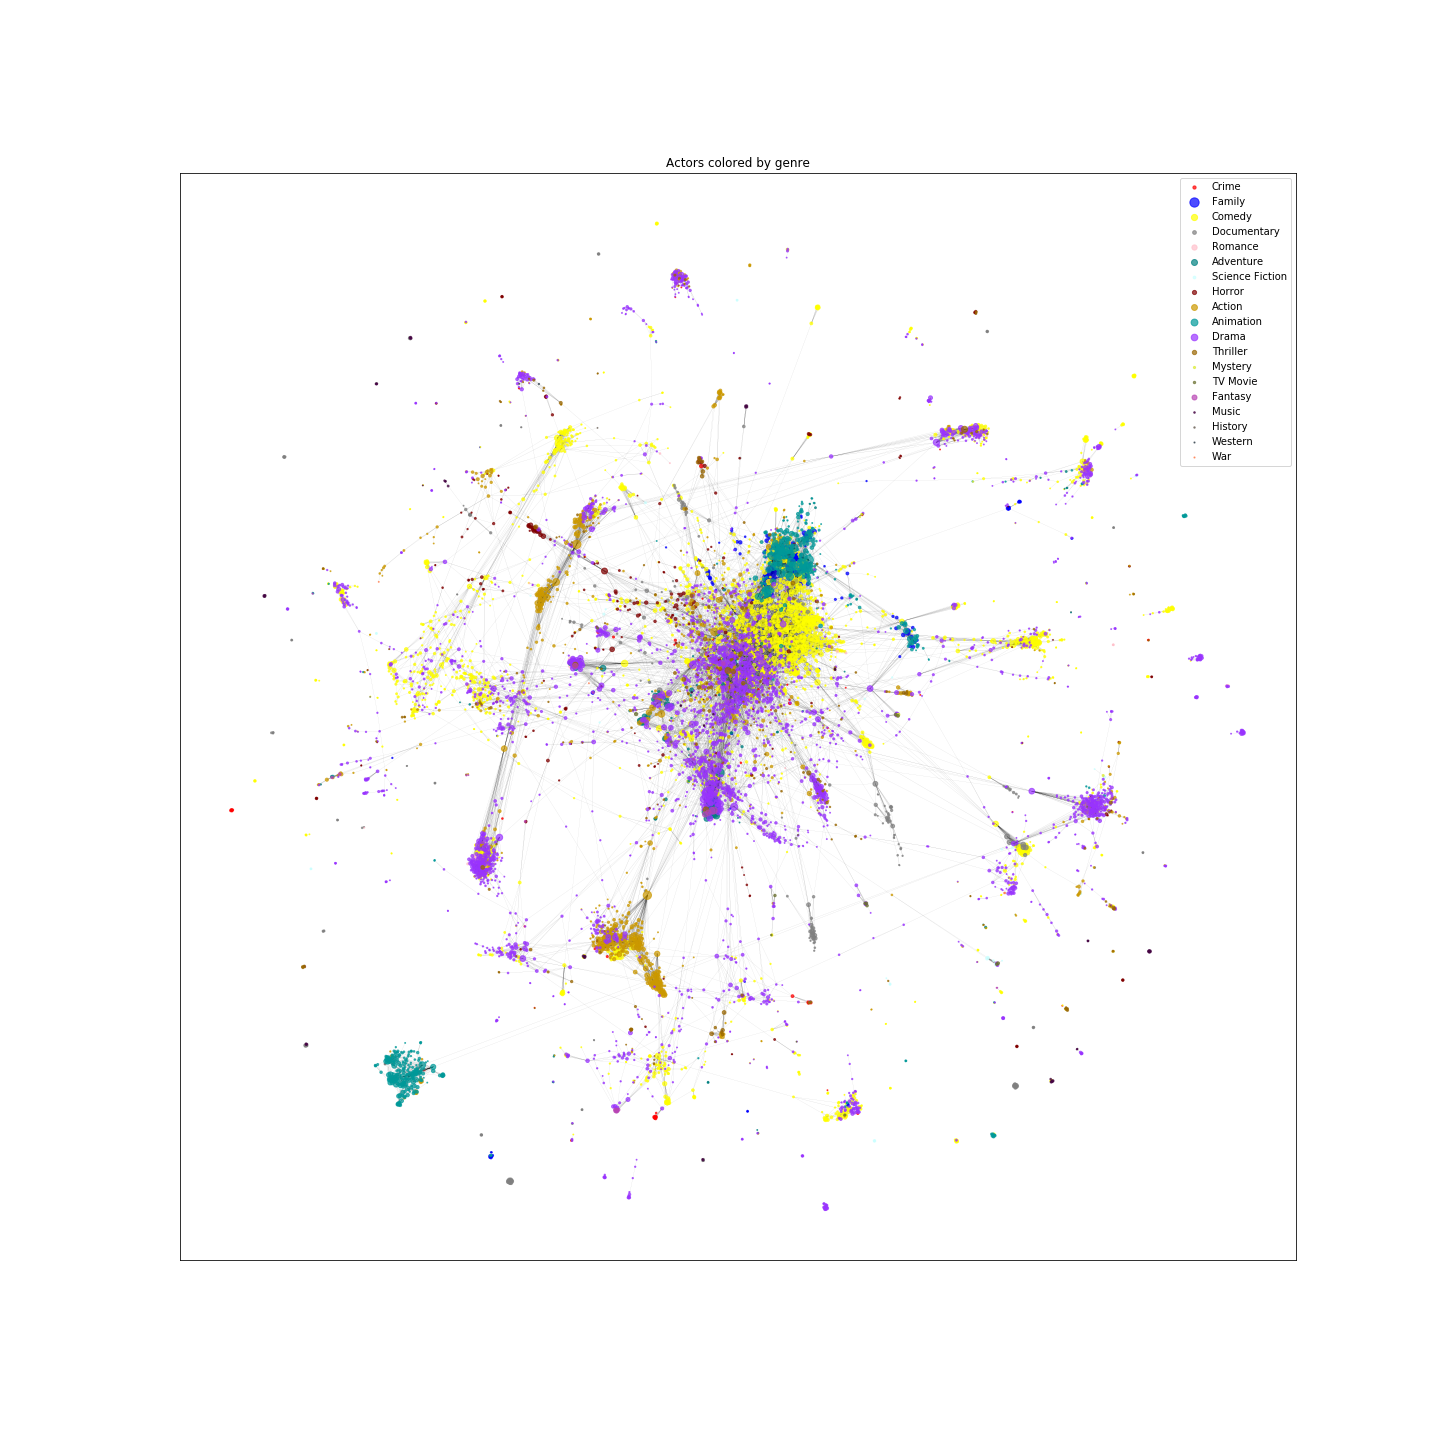 Actors colored by genre
Crime
Family
Comedy
Documentary
Romance
Adventure
Science Fiction
Horror
Action
Animation
Drama
Thriller
Mystery
TV Movie
Fantasy
Music
History
Western
War